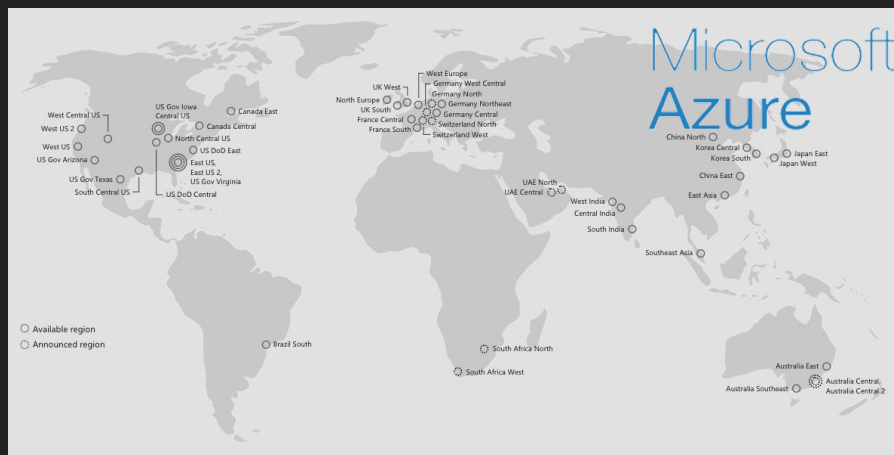 Microsoft
Azure
West Europe
Germany West Central
Germany North
Germany Northeast
Germany Central
Switzerland North
Switzerland West
UK West
North Europe
UK South
France Central
France South
West Central US
West US 2
West US
US Gov Arizona
US Gov Texas
South Central US
US Gov Iowa
Central US
Canada East
Canada Central
North Central US
US DoD East
East US,
East US 2,
US Gov Virginia
US DoD Central
China North
Korea Central
Korea South
Japan East
Japan West
China East
East Asia
UAE North
UAE Central
West India
Central India
South India
Southeast Asia
Available region
Announced region
Brazil South
South Africa North
South Africa West
Australia East
Australia Southeast
Australia Central,
Australia Central 2